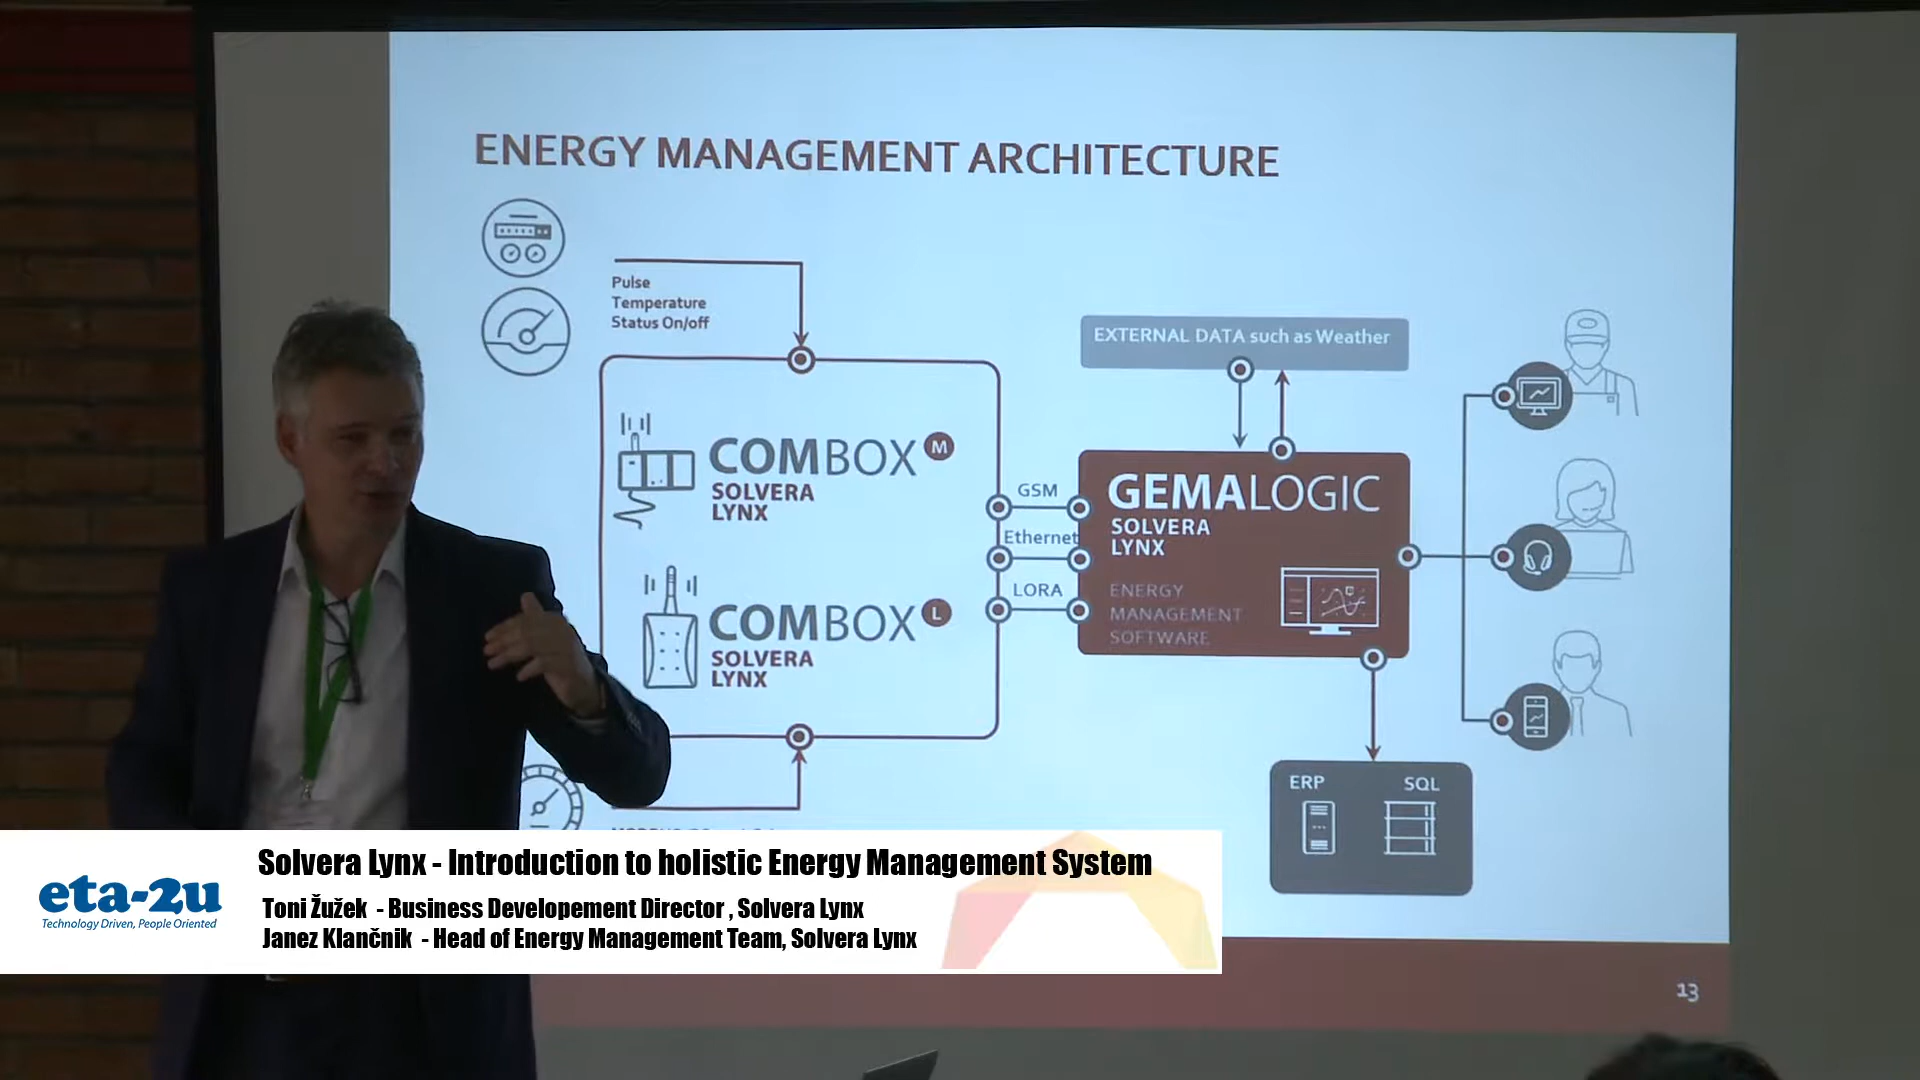 ENERGY MANAGEMENT ARCHITECTURE
Pulse
Temperature
Status On/off
EXTERNAL DATA such as Weather
COMBOX M
SOLVERA
LYNX
COMBOX L
SOLVERA
LYNX
GSM
Ethernet
LORA
GEMALOGIC
SOLVERA
LYNX
ENERGY
MANAGEMENT
SOFTWARE
ERP SQL
13
eta-2u
Technology Driven, People Oriented
Solvera Lynx - Introduction to holistic Energy Management System
Toni Žužek - Business Developement Director , Solvera Lynx
Janez Klančnik - Head of Energy Management Team, Solvera Lynx